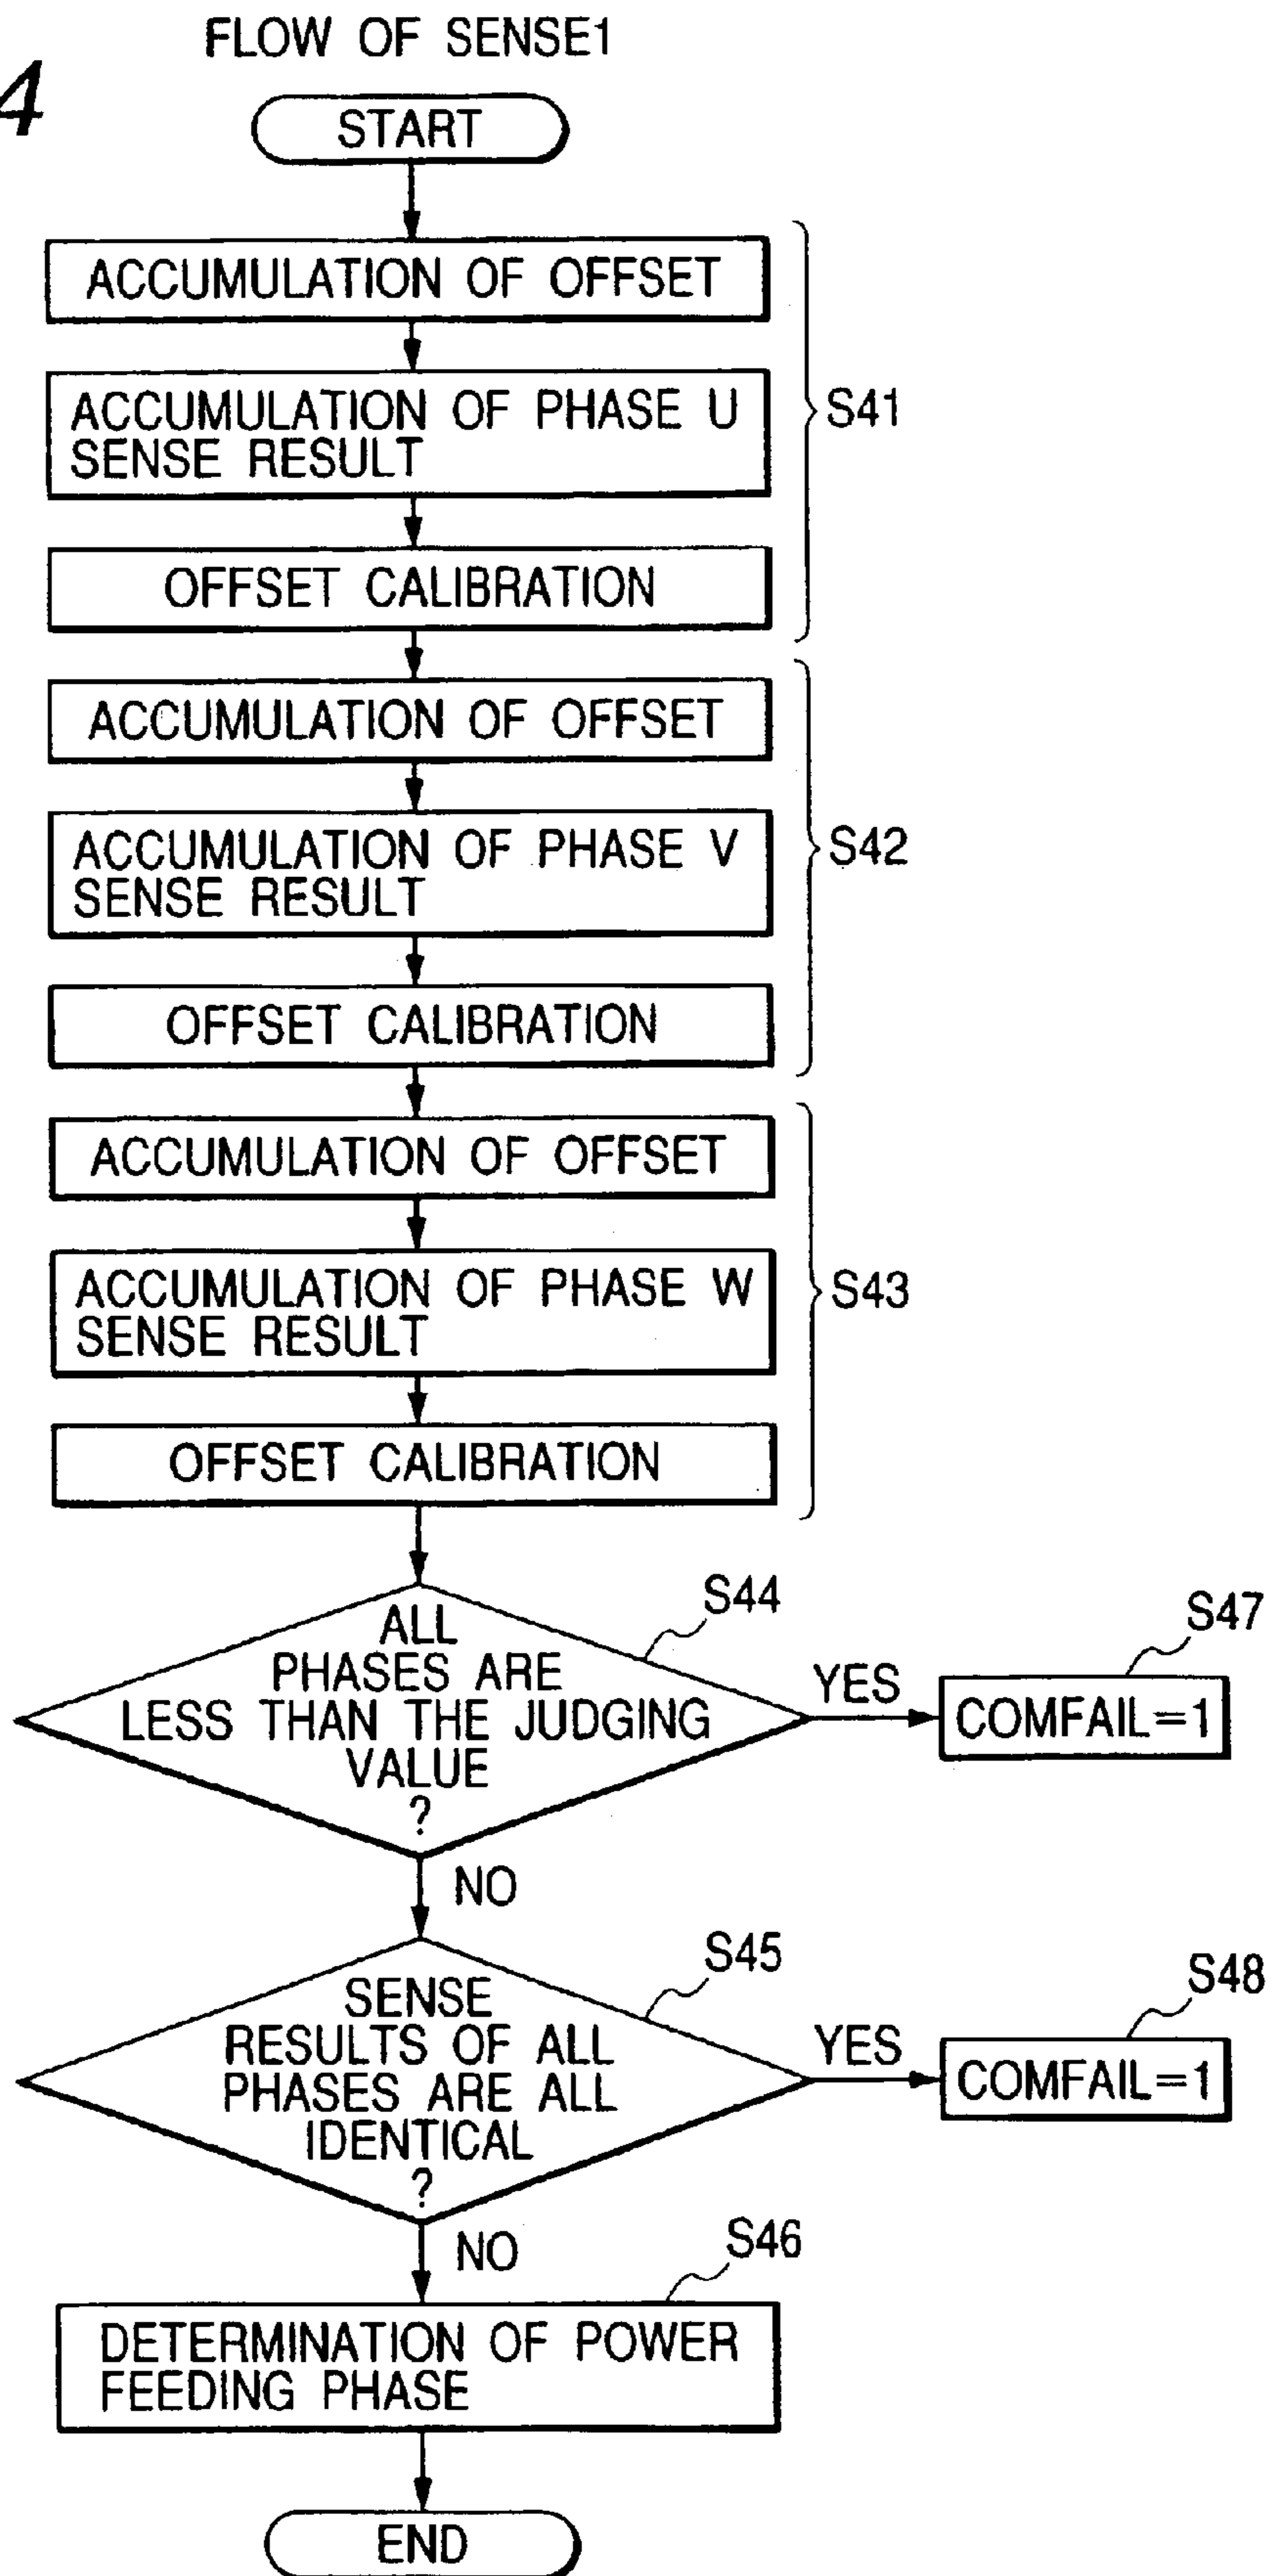 4
FLOW OF SENSE1
START
ACCUMULATION OF OFFSET
ACCUMULATION OF PHASE U
SENSE RESULT
S41
OFFSET CALIBRATION
ACCUMULATION OF OFFSET
ACCUMULATION OF PHASE V
SENSE RESULT
S42
OFFSET CALIBRATION
ACCUMULATION OF OFFSET
ACCUMULATION OF PHASE W
SENSE RESULT
S43
OFFSET CALIBRATION
S44
ALL
PHASES ARE
LESS THAN THE JUDGING
VALUE
?
YES
S47
COMFAIL=1
NO
S45
SENSE
RESULTS OF ALL
PHASES ARE ALL
IDENTICAL
?
YES
S48
COMFAIL=1
NO
S46
DETERMINATION OF POWER
FEEDING PHASE
END